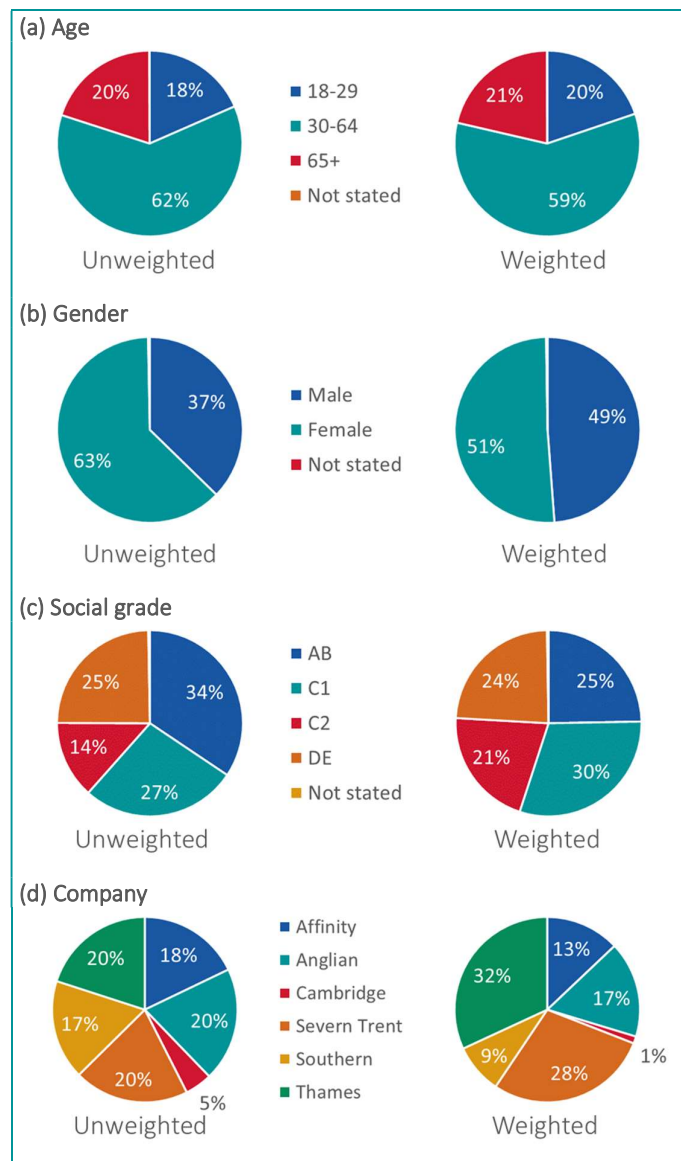 (a) Age
20%
18%
62%
Unweighted
18-29
30-64
65+
Not stated
21%
20%
59%
Weighted
(b) Gender
37%
63%
Unweighted
Male
Female
Not stated
49%
51%
Weighted
(c) Social grade
25%
34%
14%
27%
Unweighted
AB
C1
C2
DE
Not stated
24%
25%
21%
30%
Weighted
(d) Company
20%
18%
17%
20%
20%
5%
Unweighted
Affinity
Anglian
Cambridge
Severn Trent
Southern
Thames
13%
32%
17%
9%
1%
28%
Weighted